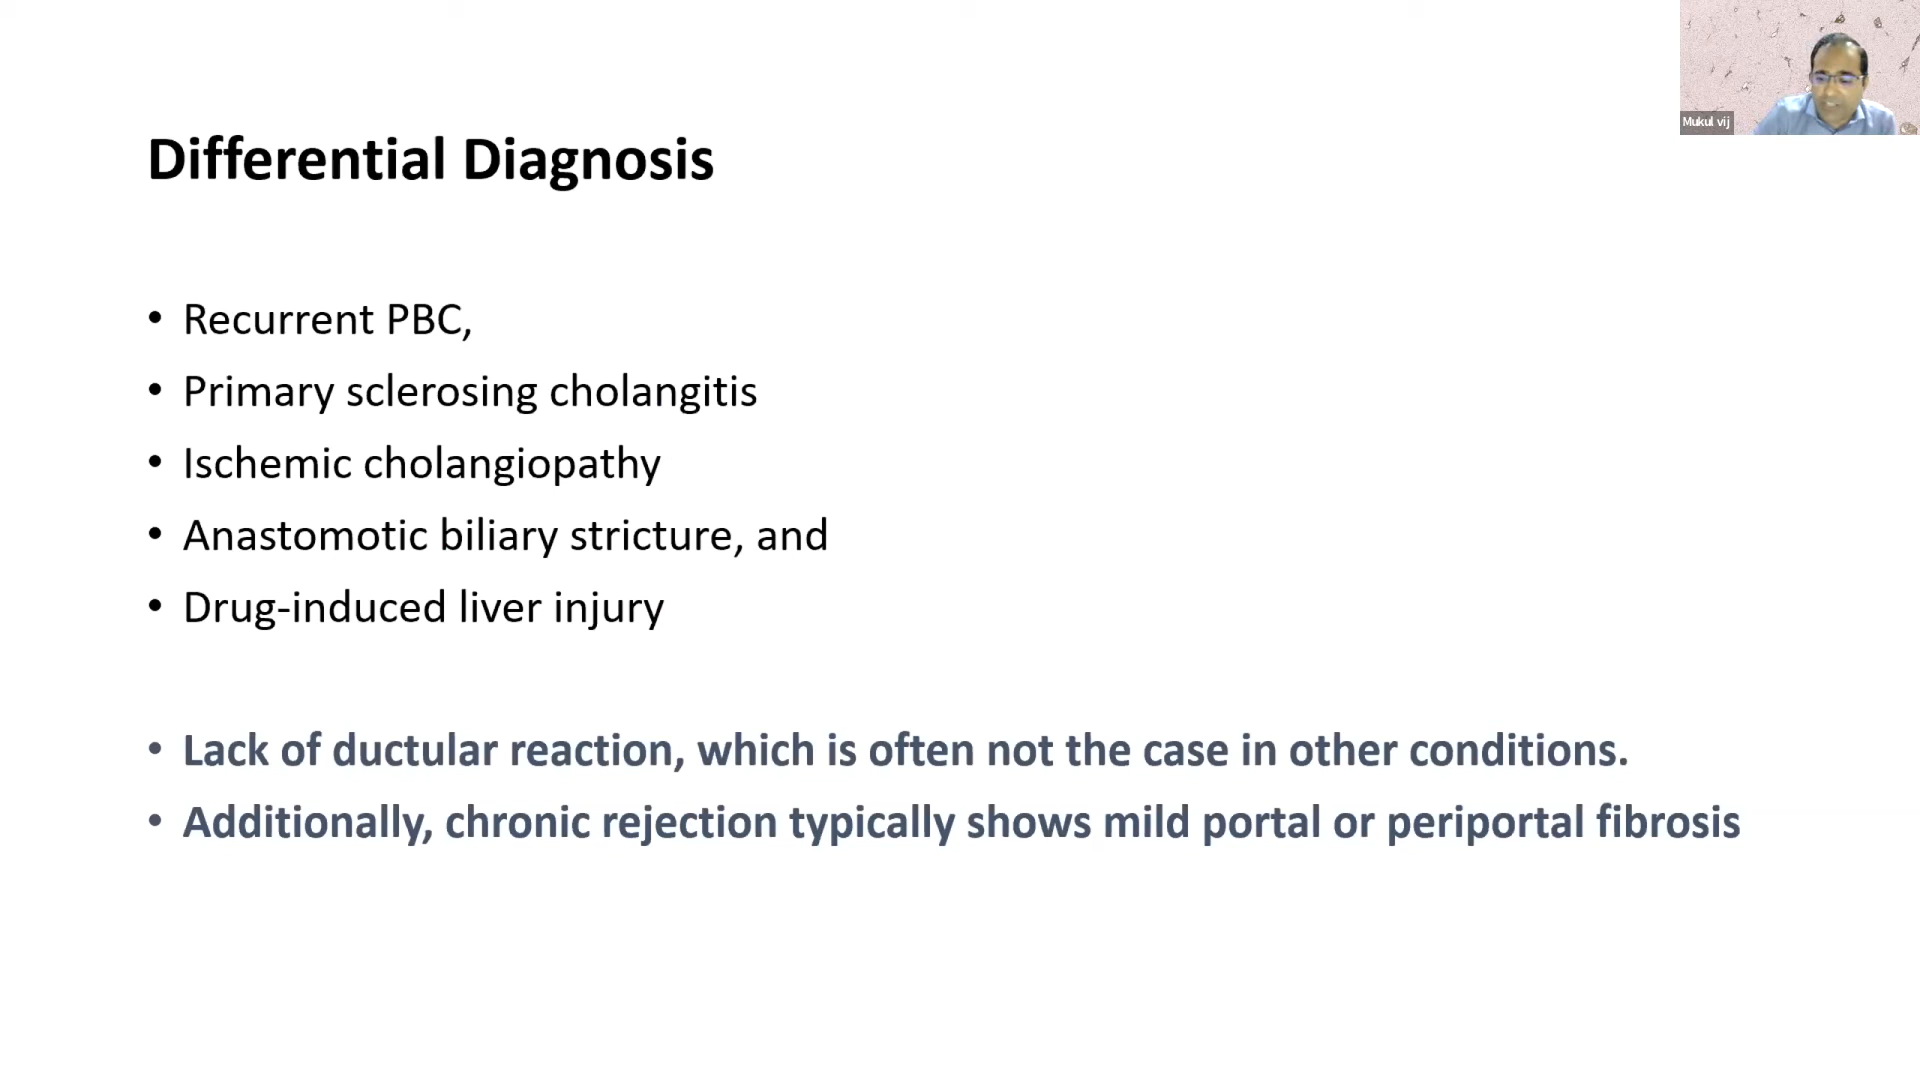 Mukul vij
Differential Diagnosis
• Recurrent PBC,
• Primary sclerosing cholangitis
• Ischemic cholangiopathy
• Anastomotic biliary stricture, and
• Drug-induced liver injury
• Lack of ductular reaction, which is often not the case in other conditions.
• Additionally, chronic rejection typically shows mild portal or periportal fibrosis